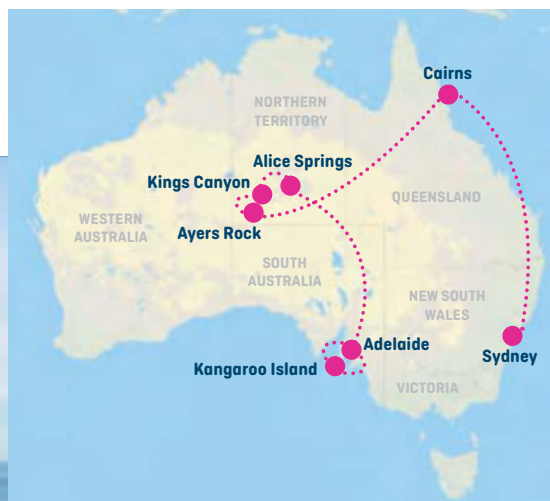 Cairns
NORTHERN
TERRITORY
Alice Springs
Kings Canyon
QUEENSLAND
WESTERN
AUSTRALIA
Ayers Rock
SOUTH
AUSTRALIA
NEW SOUTH
WALES
Adelaide
Sydney
Kangaroo Island
VICTORIA